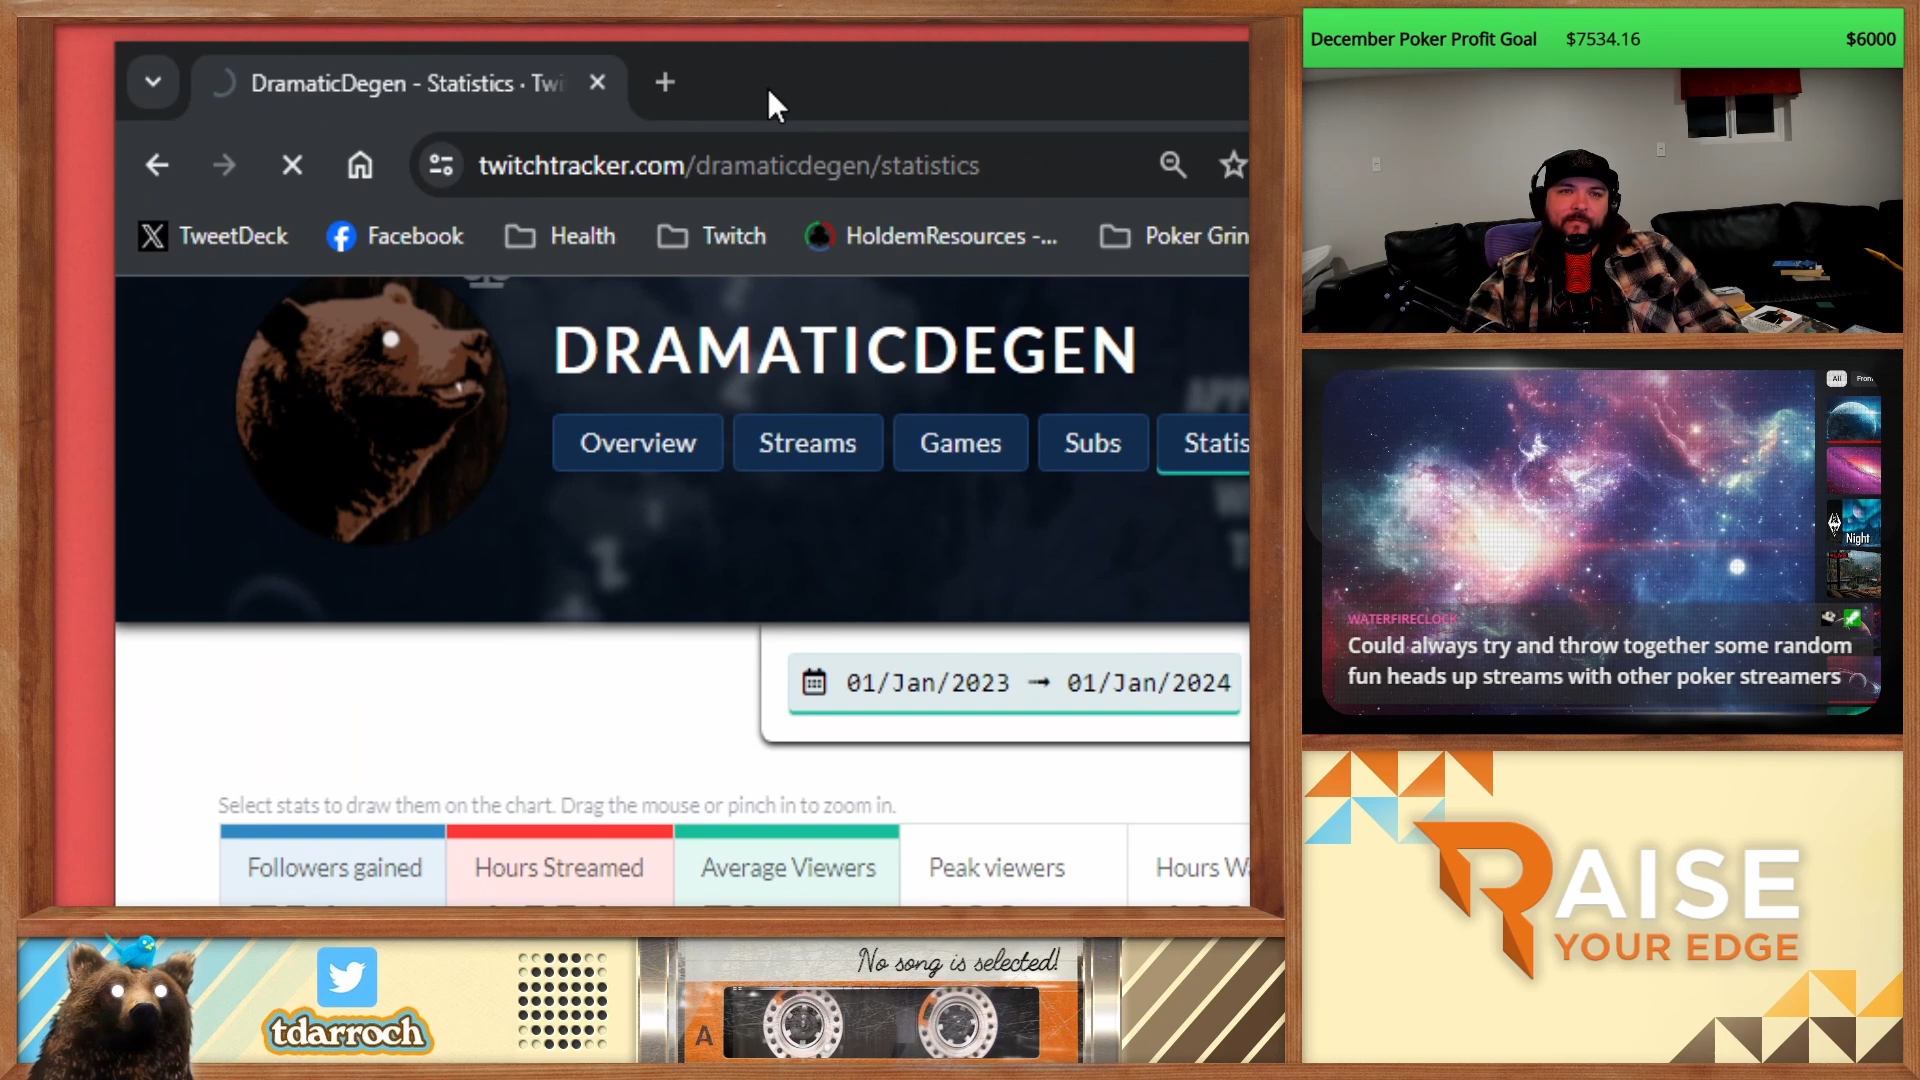 DramaticDegen - Statistics · Twi
twitchtracker.com/dramaticdegen/statistics
TweetDeck
Facebook
Health
Twitch
HoldemResources -...
Poker Grin
DRAMATICDEGEN
Overview
Streams
Games
Subs
Statis
01/Jan/2023 → 01/Jan/2024
Select stats to draw them on the chart. Drag the mouse or pinch in to zoom in.
Followers gained
Hours Streamed
Average Viewers
Peak viewers
Hours Wa
tdarroch
No song is selected!
A
December Poker Profit Goal $7534.16 $6000
All
From
Night
WATERFIRECLOCK
Could always try and throw together some random
fun heads up streams with other poker streamers
RAISE
YOUR EDGE